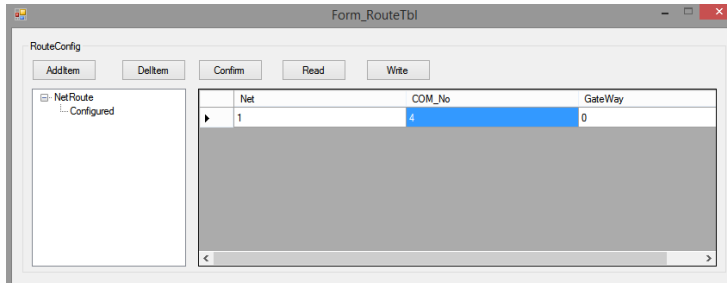 Form_RouteTbl
RouteConfig
AddItem DelItem Confirm Read Write
NetRoute
Configured
Net COM_No GateWay
1 4 0